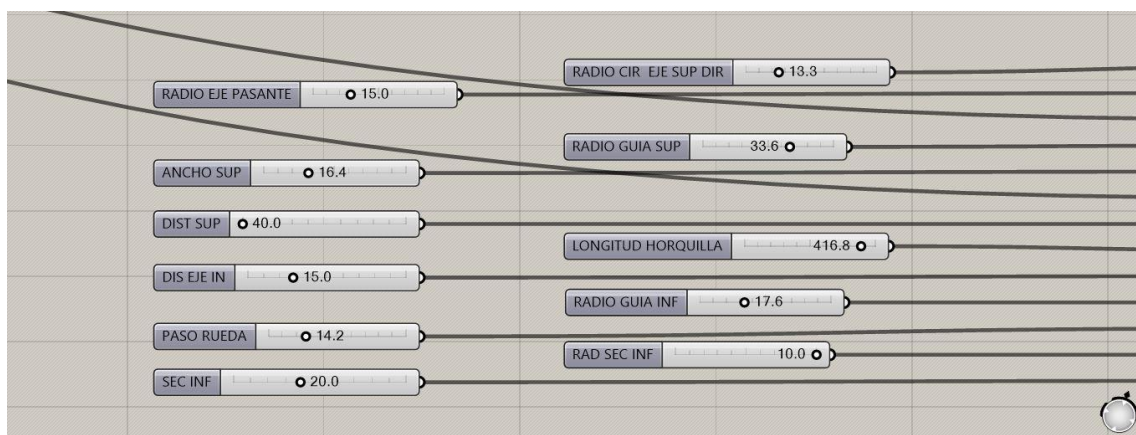 RADIO EJE PASANTE 15.0
ANCHO SUP 16.4
DIST SUP 40.0
DIS EJE IN 15.0
PASO RUEDA 14.2
SEC INF 20.0
RADIO CIR EJE SUP DIR 13.3
RADIO GUIA SUP 33.6
LONGITUD HORQUILLA 416.8
RADIO GUIA INF 17.6
RAD SEC INF 10.0